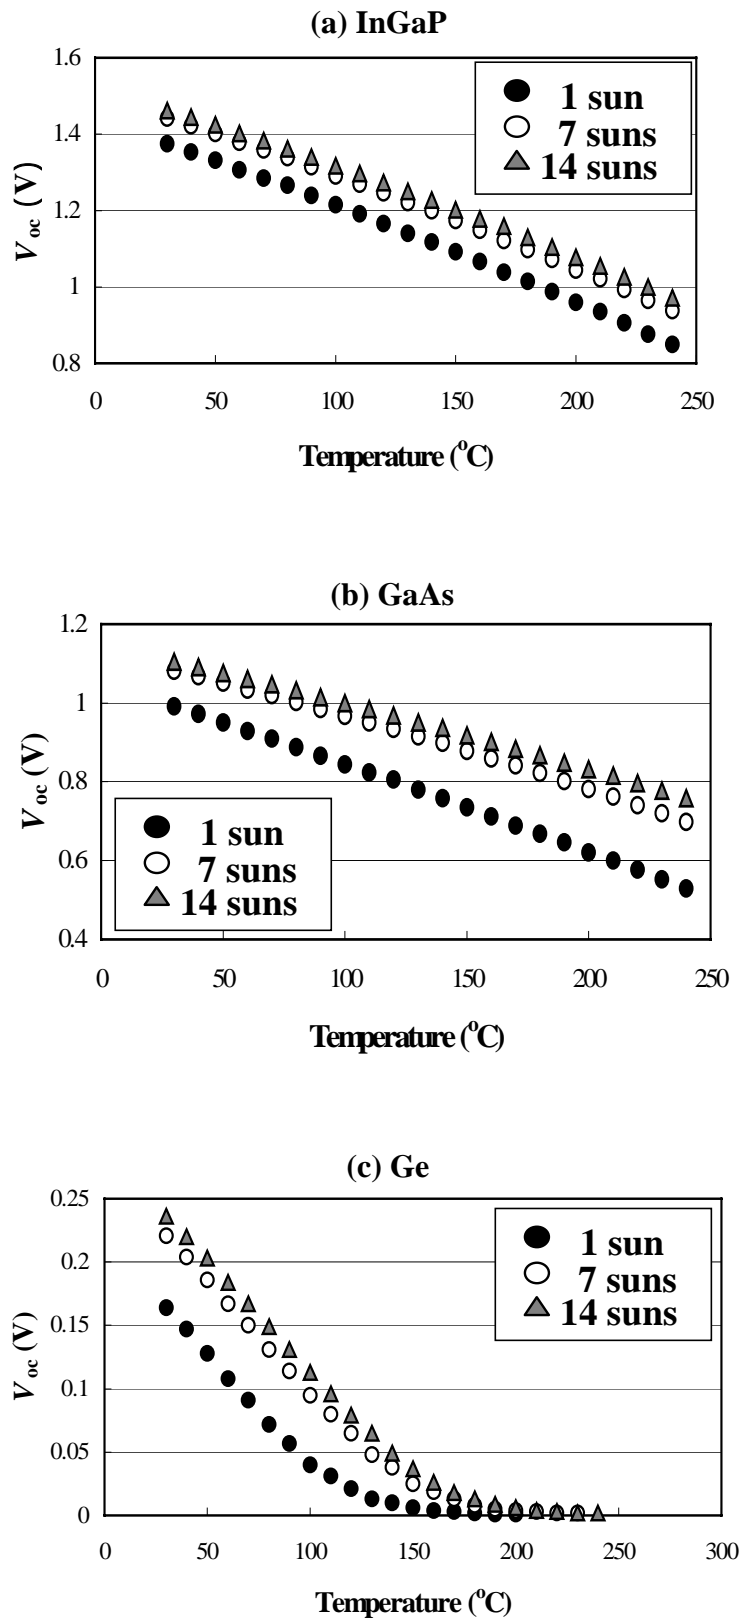 (a) InGaP
1.6
1.4
1.2
1
0.8
V oc (V)
1 sun
7 suns
14 suns
0 50 100 150 200 250
Temperature (°C)
(b) GaAs
1.2
1
0.8
0.6
0.4
V oc (V)
1 sun
7 suns
14 suns
0 50 100 150 200 250
Temperature (°C)
(c) Ge
0.25
0.2
0.15
0.1
0.05
0
V oc (V)
1 sun
7 suns
14 suns
0 50 100 150 200 250 300
Temperature (°C)